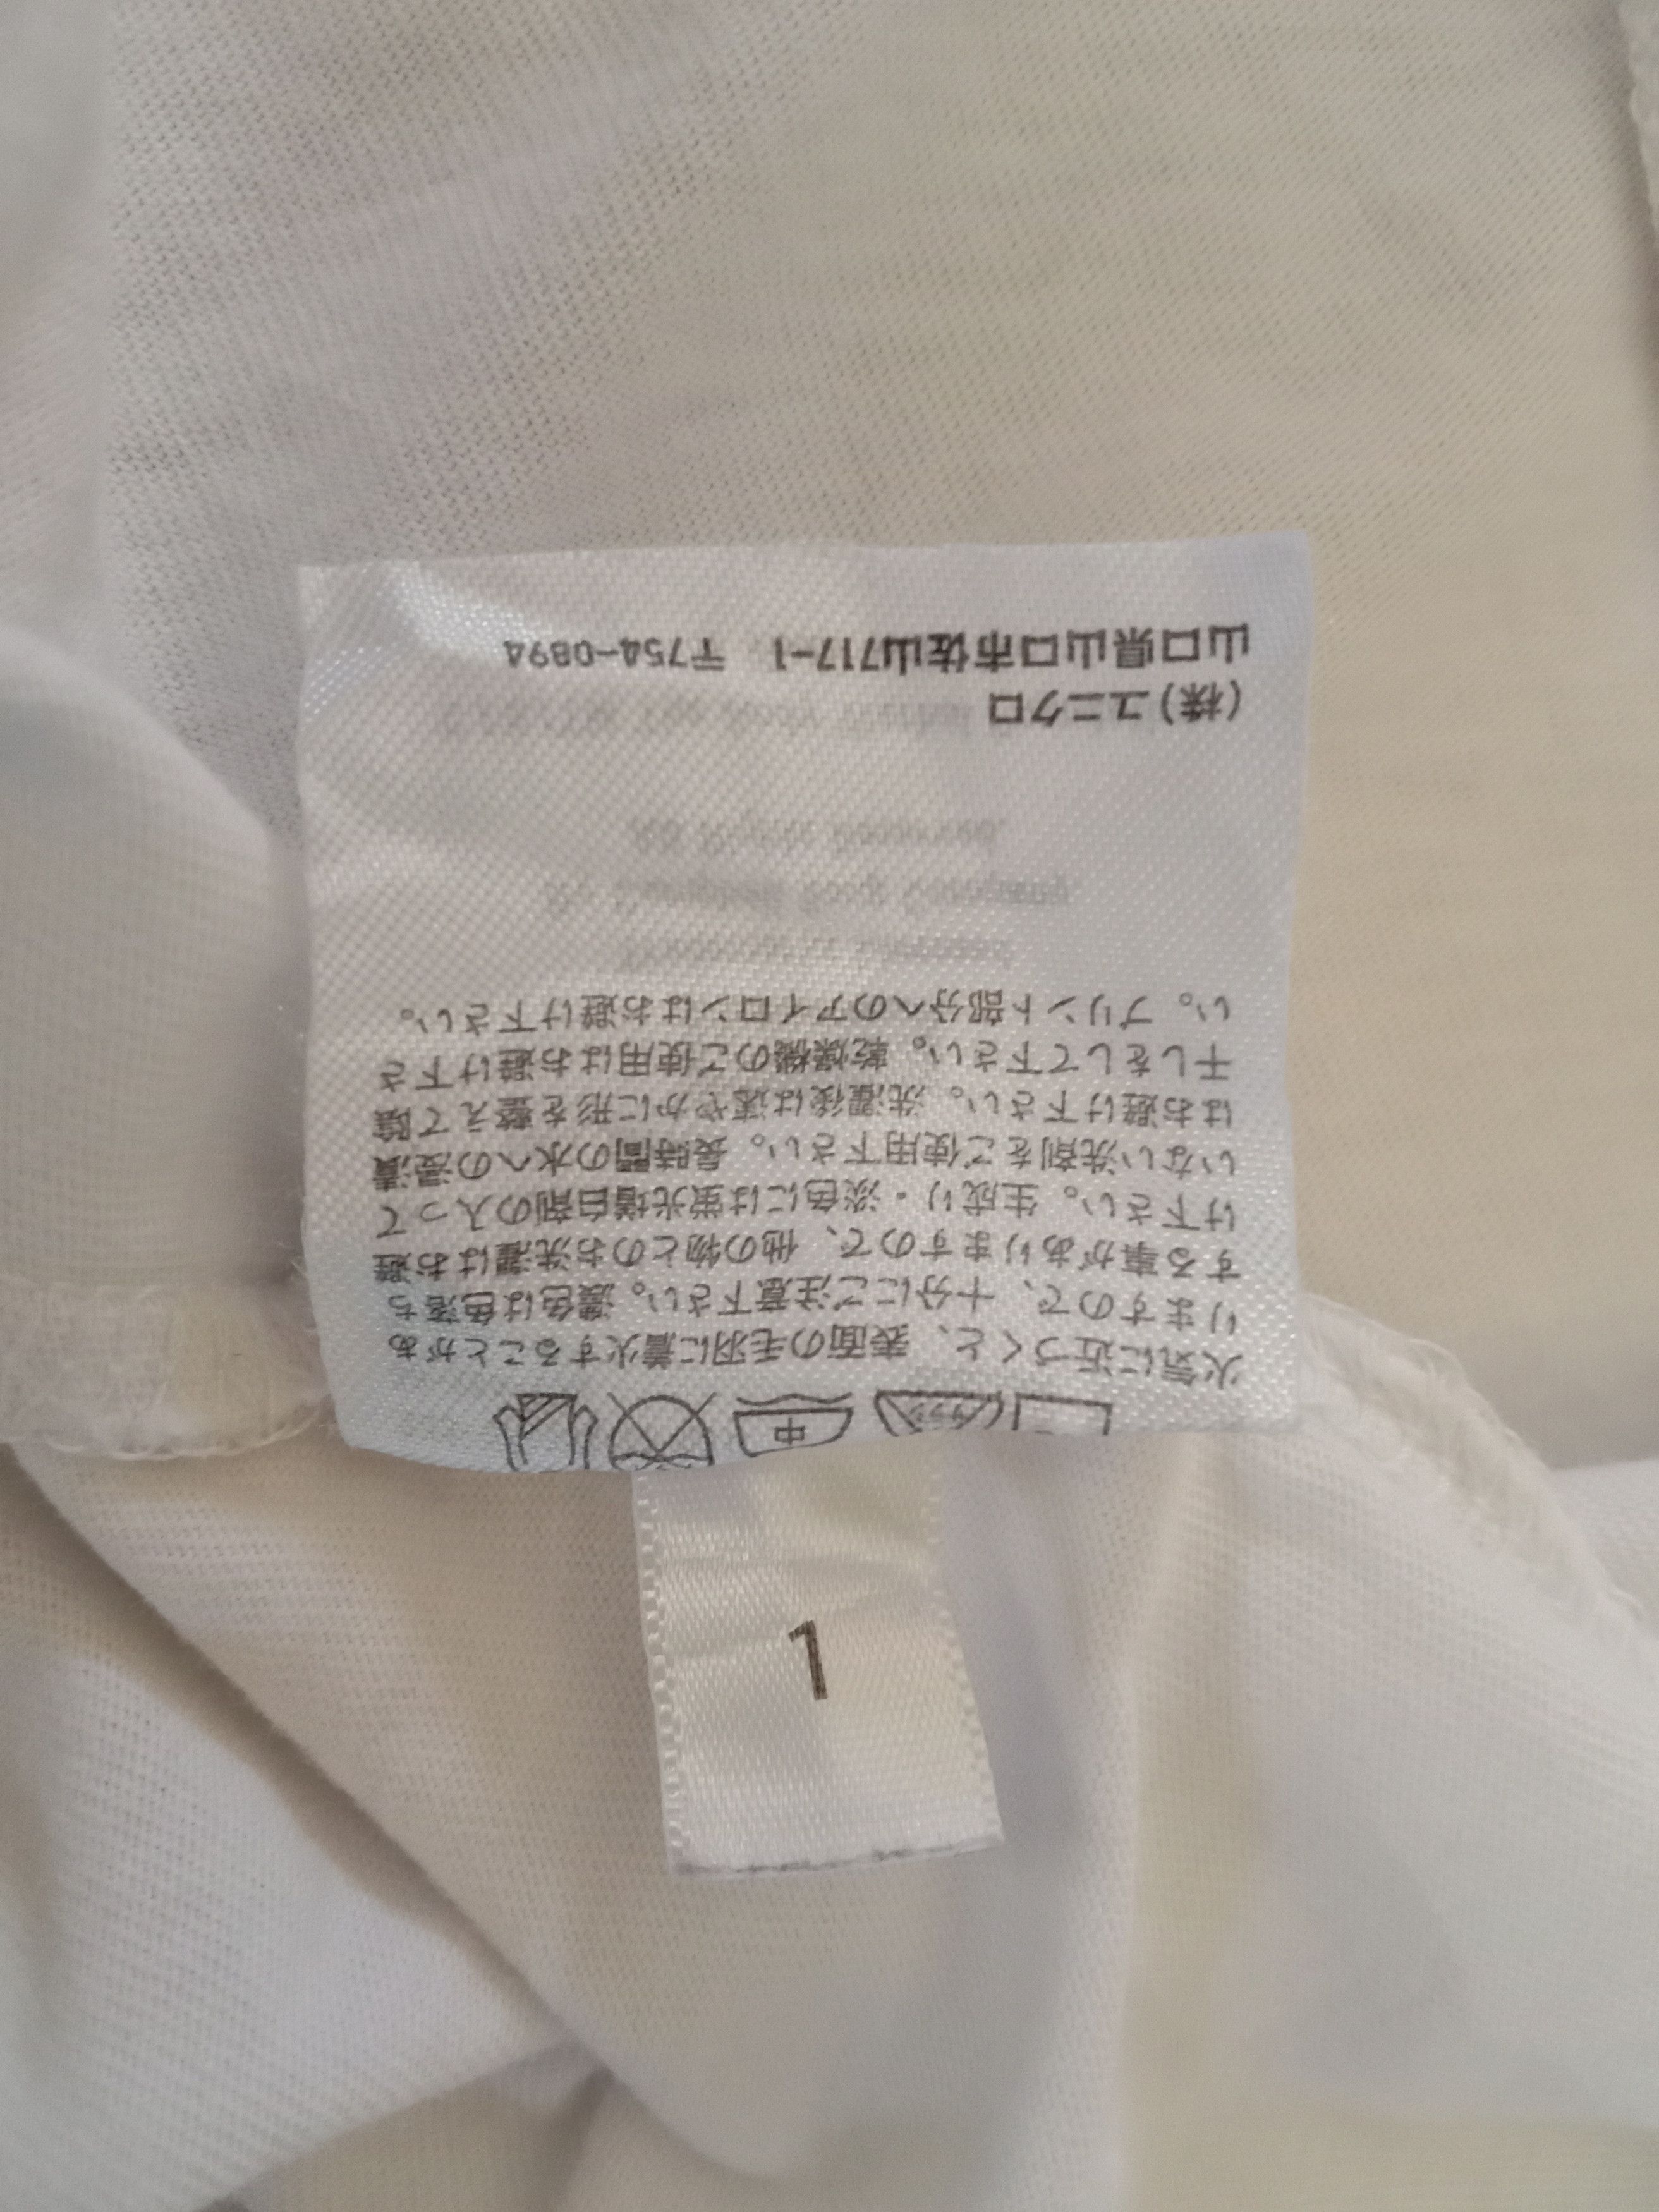 中
火気に近づくと、表面の毛羽に着火することがあ
りますので、十分にご注意下さい。濃色は色落ち
する事がありますので、他の物とのお洗濯はお避
け下さい。生成り・淡色には蛍光増白剤の入って
いない洗剤をご使用下さい。長時間の水への浸漬
はお避け下さい。洗濯後は速やかに形を整えて陰
干しをして下さい。乾燥機のご使用はお避け下さ
い。プリント部分へのアイロンはお避け下さい。
(株)ユニクロ
山口県山口市佐山717-1 〒754-0894
1